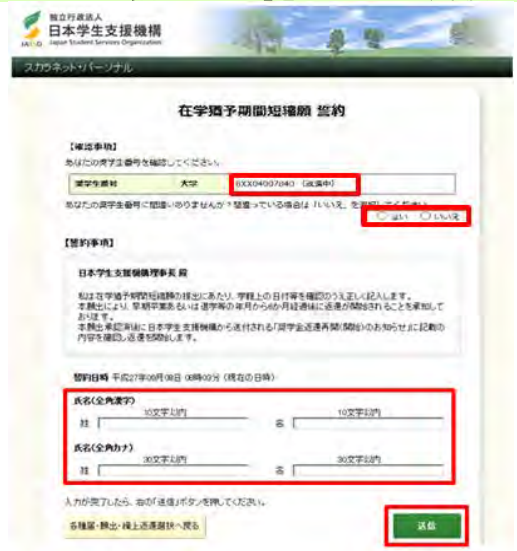 独立行政法人
日本学生支援機構
JASSO Japan Student Services Organization
スカラネット・パーソナル
在学猶予期間短縮願 誓約
【確認事項】
あなたの奨学生番号を確認してください。
奨学生番号 大学 6XX04007040 (返還中)
あなたの奨学生番号に間違いありませんか?間違っている場合は「いいえ」を選択してください。
はい いいえ
【誓約事項】
日本学生支援機構理事長 殿
私は在学猶予期間短縮願の提出にあたり、学籍上の日付等を確認のうえ正しく記入します。
本願出により、早期卒業あるいは退学等の年月から6か月経過後に返還が開始されることを承知して
おります。
本願出承認済後に日本学生支援機構から送付される「奨学金返還再開(開始)のお知らせ」に記載の
内容を確認し返還を開始します。
誓約日時 平成27年06月08日 08時03分 (現在の日時)
氏名(全角漢字)
10文字以内 10文字以内
姓 名
氏名(全角カナ)
30文字以内 30文字以内
姓 名
入力が完了したら、右の「送信」ボタンを押してください。
各種届・願出・繰上返還選択へ戻る
送信